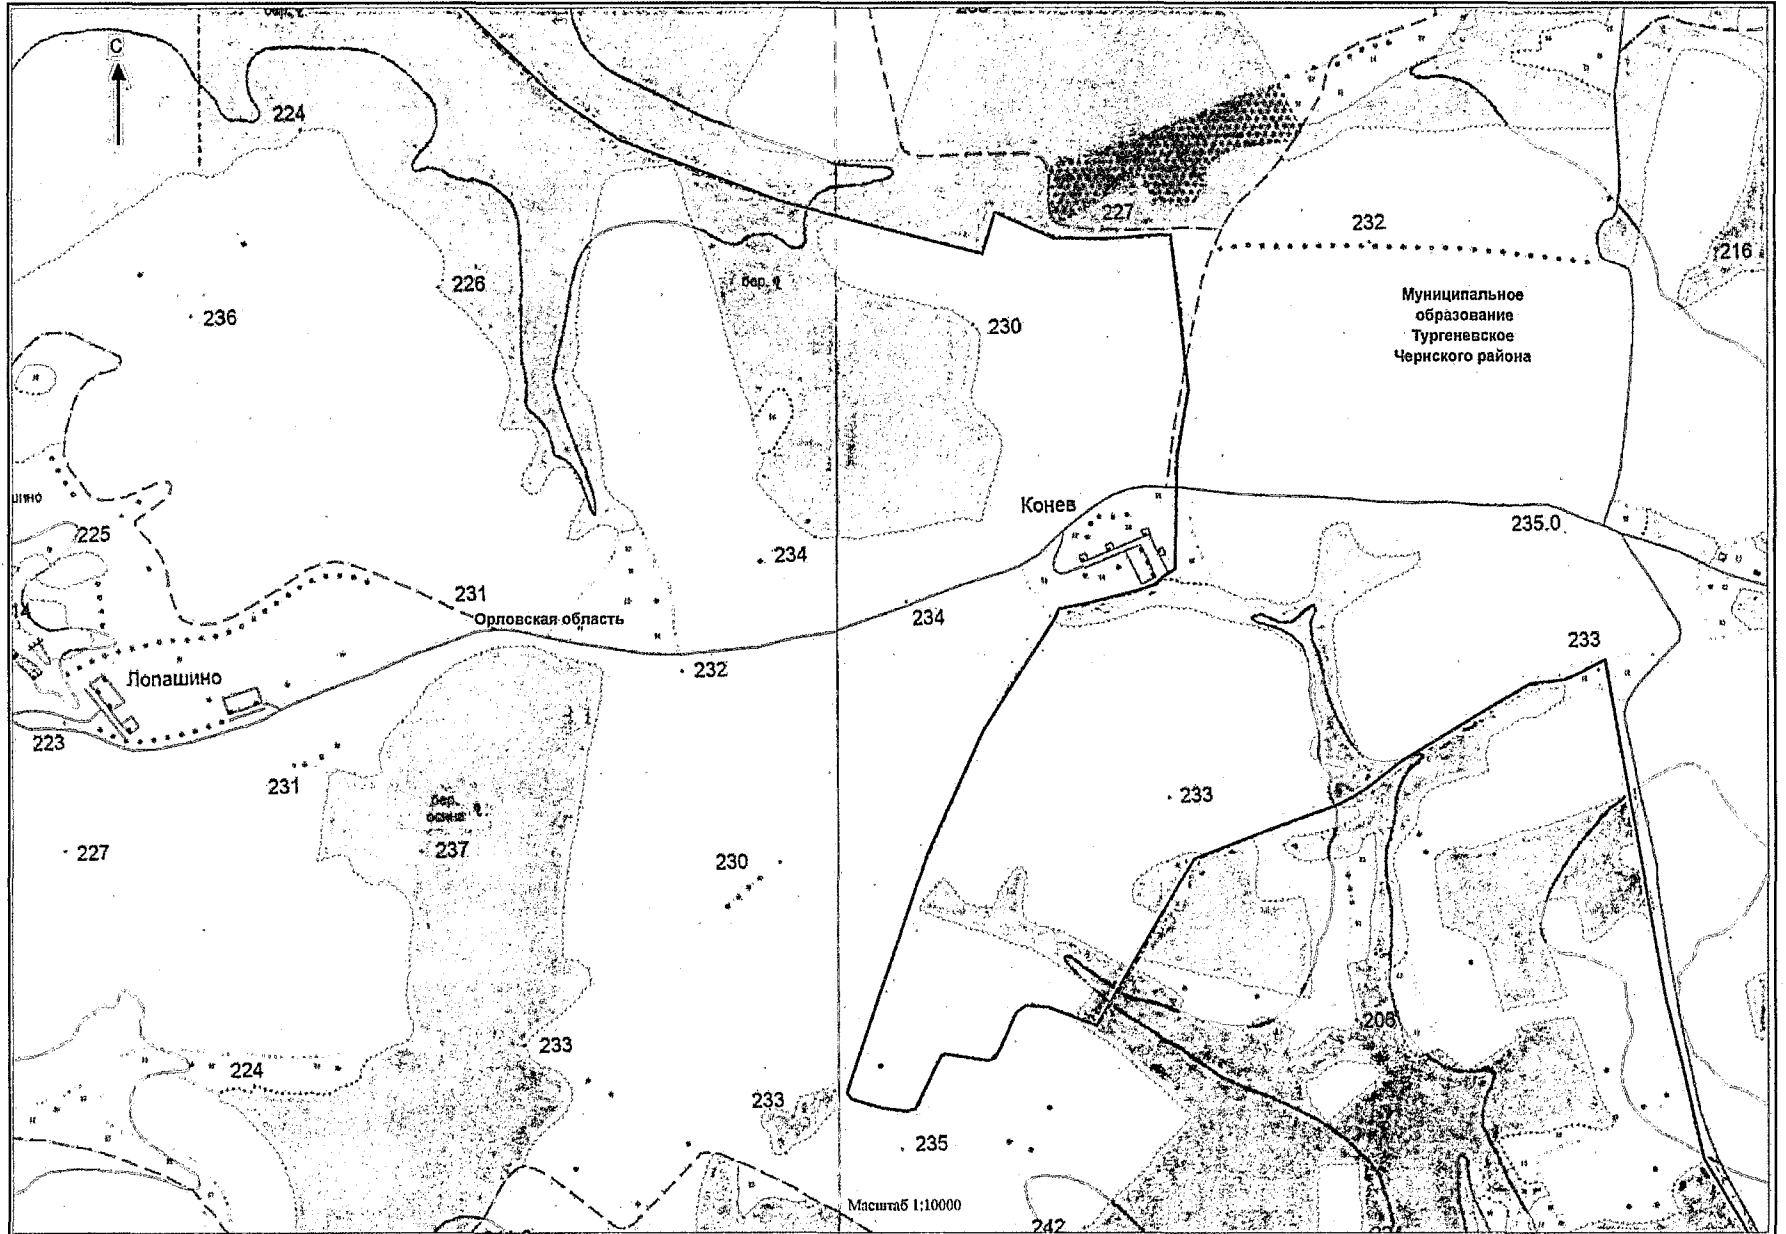 С
224
227
232
216
226
236
бер.
230
Муниципальное
образование
Тургеневское
Чернского района
шино
Конев
225
235.0
234
231
Орловская область
234
14
233
232
Лопашино
223
231
233
бер.
осина
227
237
230
206
233
224
233
235
Масштаб 1:10000
242